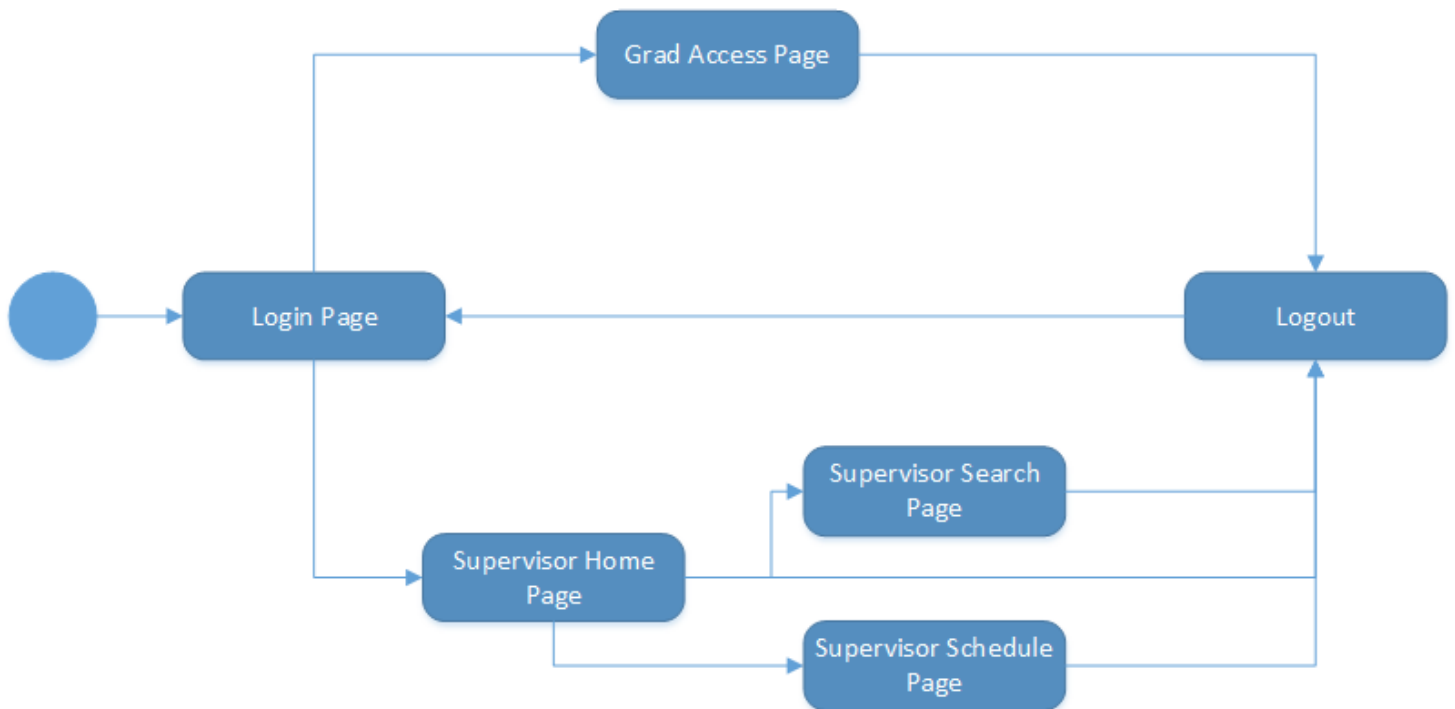 Grad Access Page
Login Page
Logout
Supervisor Search
Page
Supervisor Home
Page
Supervisor Schedule
Page